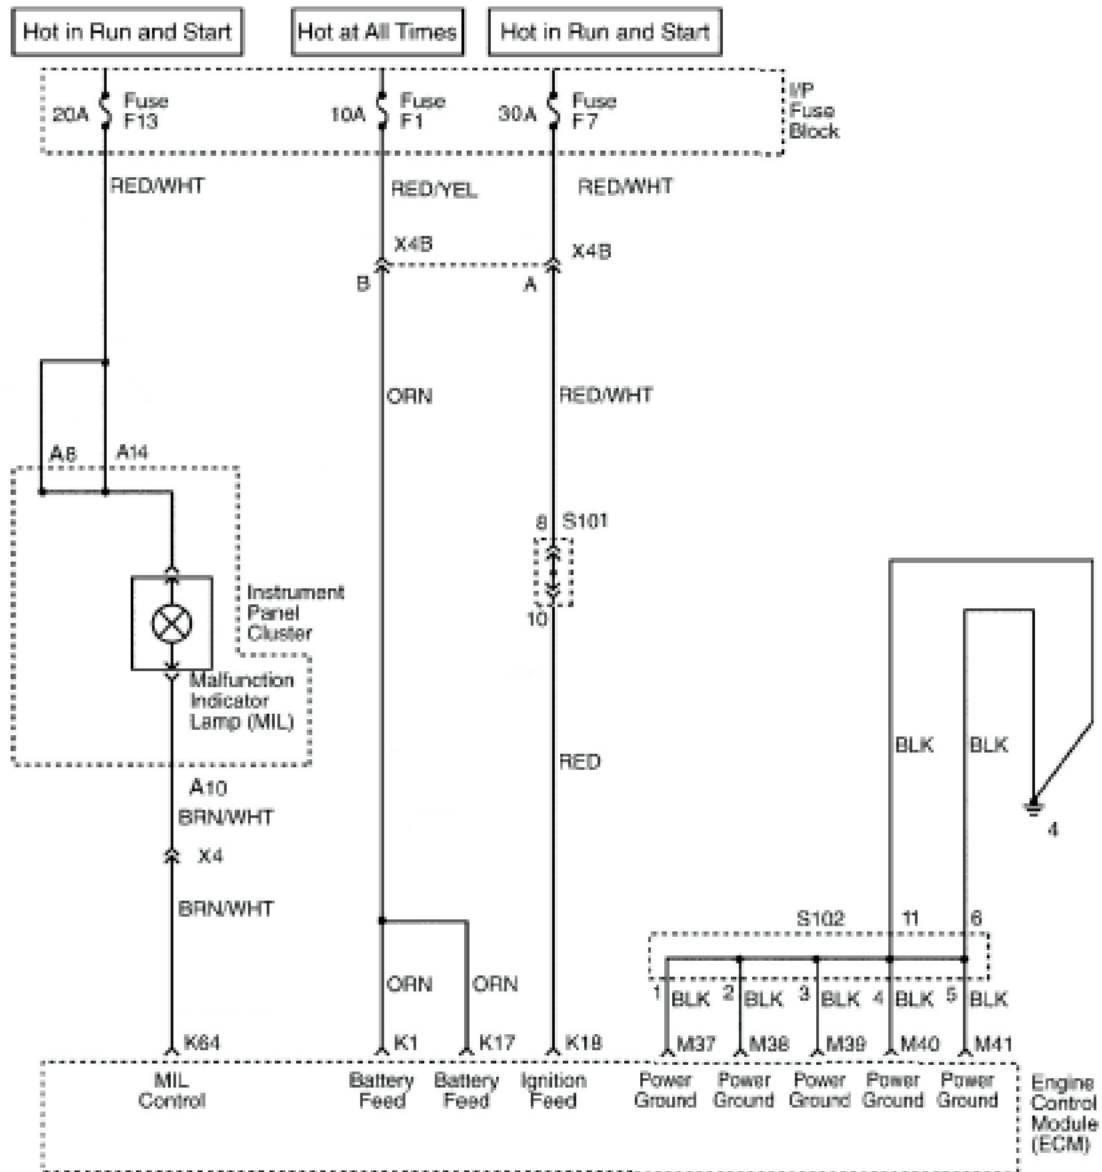 Hot in Run and Start
Hot at All Times
Hot in Run and Start
20A
Fuse
F13
10A
Fuse
F1
30A
Fuse
F7
I/P
Fuse
Block
RED/WHT
RED/YEL
RED/WHT
X4B
X4B
B
A
ORN
RED/WHT
A8
A14
8
S101
10
Instrument
Panel
Cluster
Malfunction
Indicator
Lamp (MIL)
RED
BLK
BLK
4
A10
BRN/WHT
X4
BRN/WHT
S102
11
6
ORN
ORN
1
BLK
2
BLK
3
BLK
4
BLK
5
BLK
K64
K1
K17
K18
M37
M38
M39
M40
M41
MIL
Control
Battery
Feed
Battery
Feed
Ignition
Feed
Power
Ground
Power
Ground
Power
Ground
Power
Ground
Power
Ground
Engine
Control
Module
(ECM)